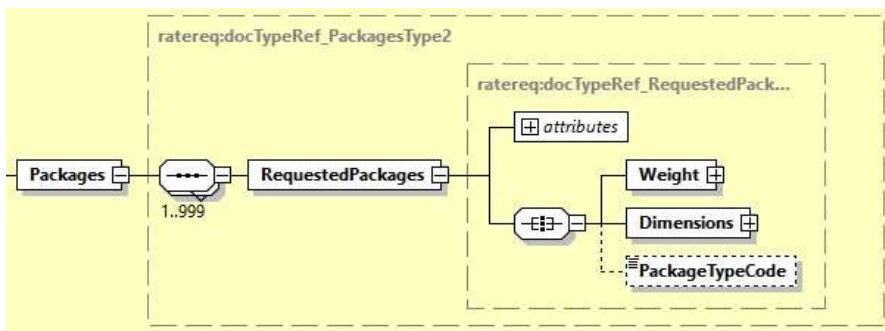 ratereq:docTypeRef_PackagesType2
ratereq:docTypeRef_RequestedPack...
attributes
Packages
RequestedPackages
Weight
1..999
Dimensions
PackageTypeCode